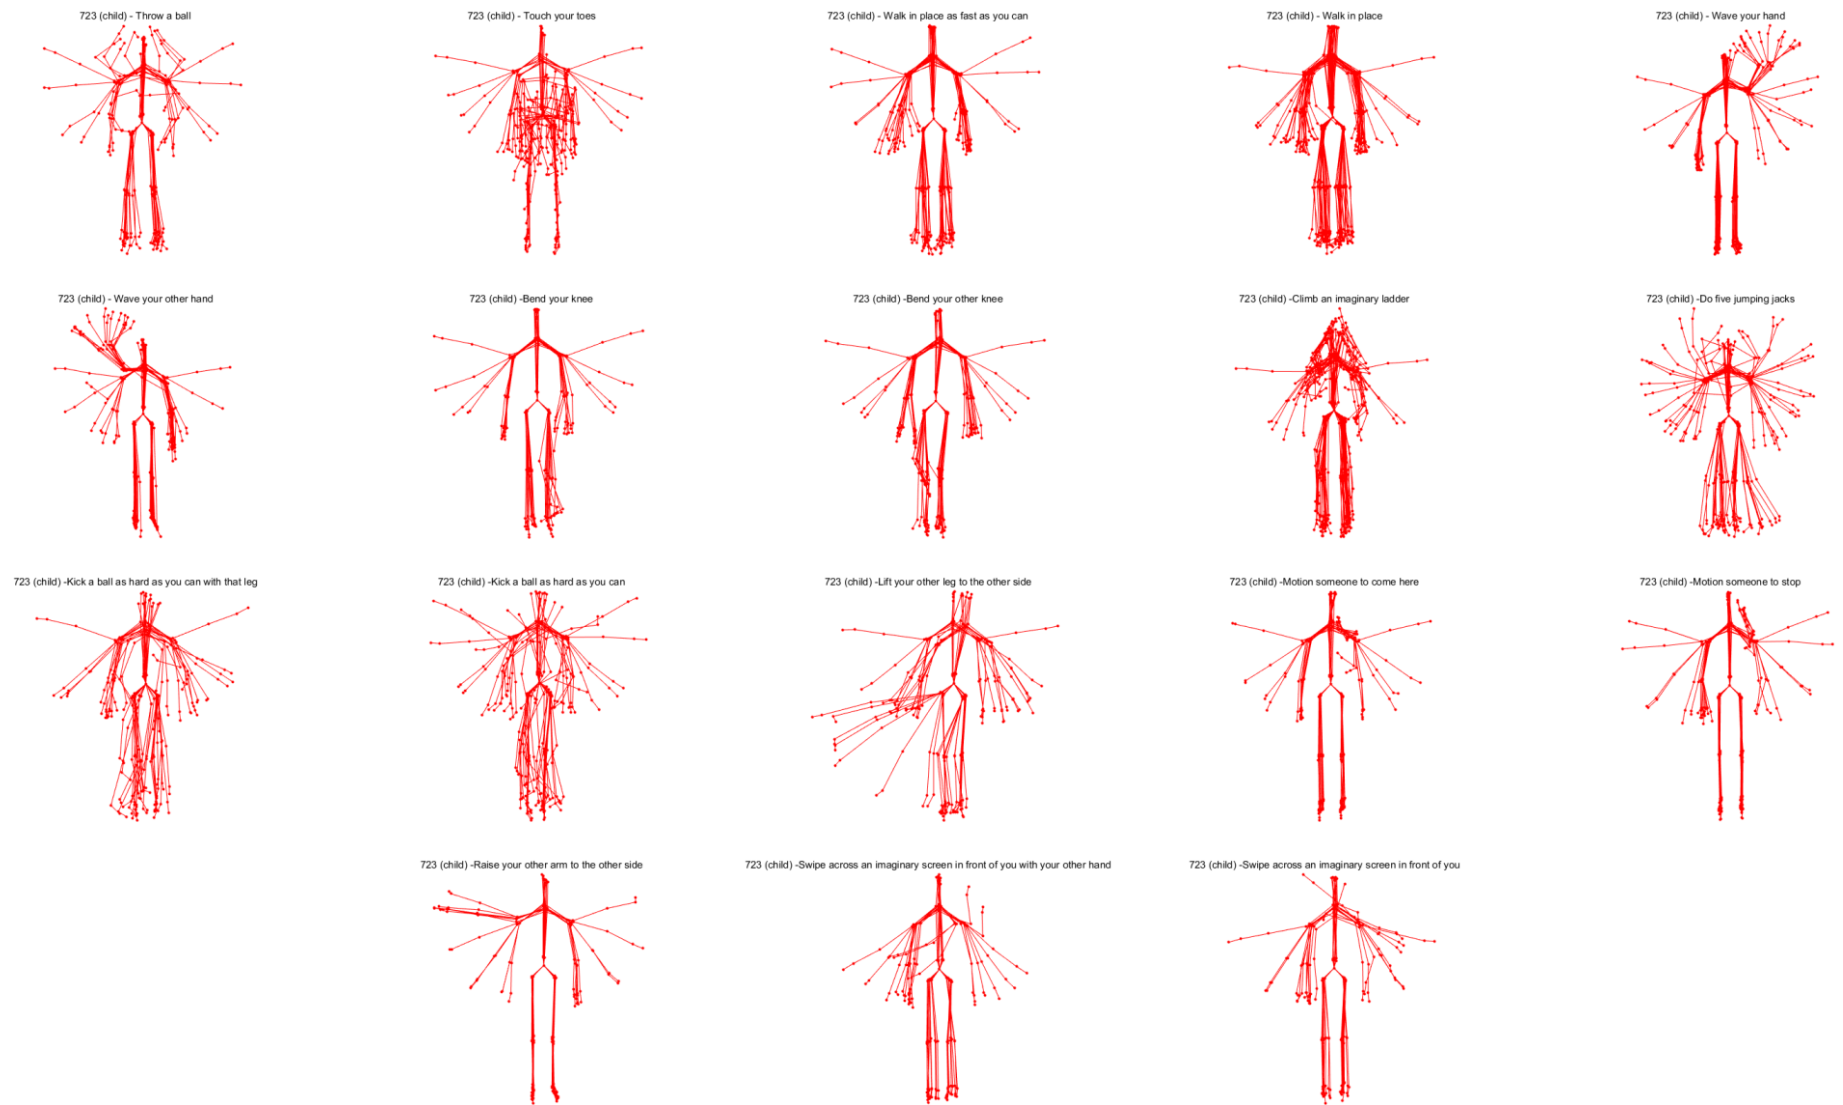 723 (child) - Throw a ball
723 (child) - Touch your toes
723 (child) - Walk in place as fast as you can
723 (child) - Walk in place
723 (child) - Wave your hand
723 (child) - Wave your other hand
723 (child) -Bend your knee
723 (child) -Bend your other knee
723 (child) -Climb an imaginary ladder
723 (child) -Do five jumping jacks
723 (child) -Kick a ball as hard as you can with that leg
723 (child) -Kick a ball as hard as you can
723 (child) -Lift your other leg to the other side
723 (child) -Motion someone to come here
723 (child) -Motion someone to stop
723 (child) -Raise your other arm to the other side
723 (child) -Swipe across an imaginary screen in front of you with your other hand
723 (child) -Swipe across an imaginary screen in front of you